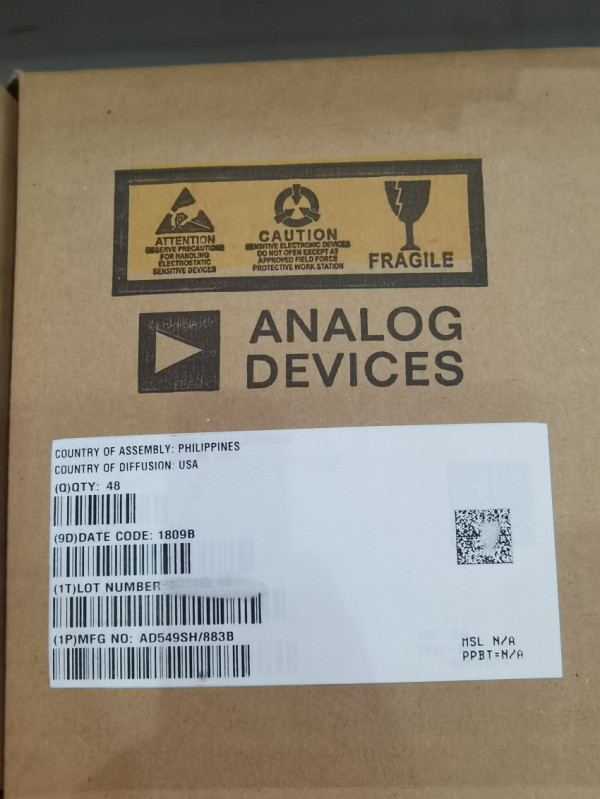 ATTENTION
OBSERVE PRECAUTIONS
FOR HANDLING
ELECTROSTATIC
SENSITIVE DEVICES
CAUTION
SENSITIVE ELECTRONIC DEVICES
DO NOT OPEN EXCEPT AT
APPROVED FIELD FORCE
PROTECTIVE WORK STATION
FRAGILE
ANALOG
DEVICES
COUNTRY OF ASSEMBLY: PHILIPPINES
COUNTRY OF DIFFUSION: USA
(Q)QTY: 48
(9D)DATE CODE: 1809B
(1T)LOT NUMBER
(1P)MFG NO: AD549SH/883B
MSL N/A
PPBT=N/A